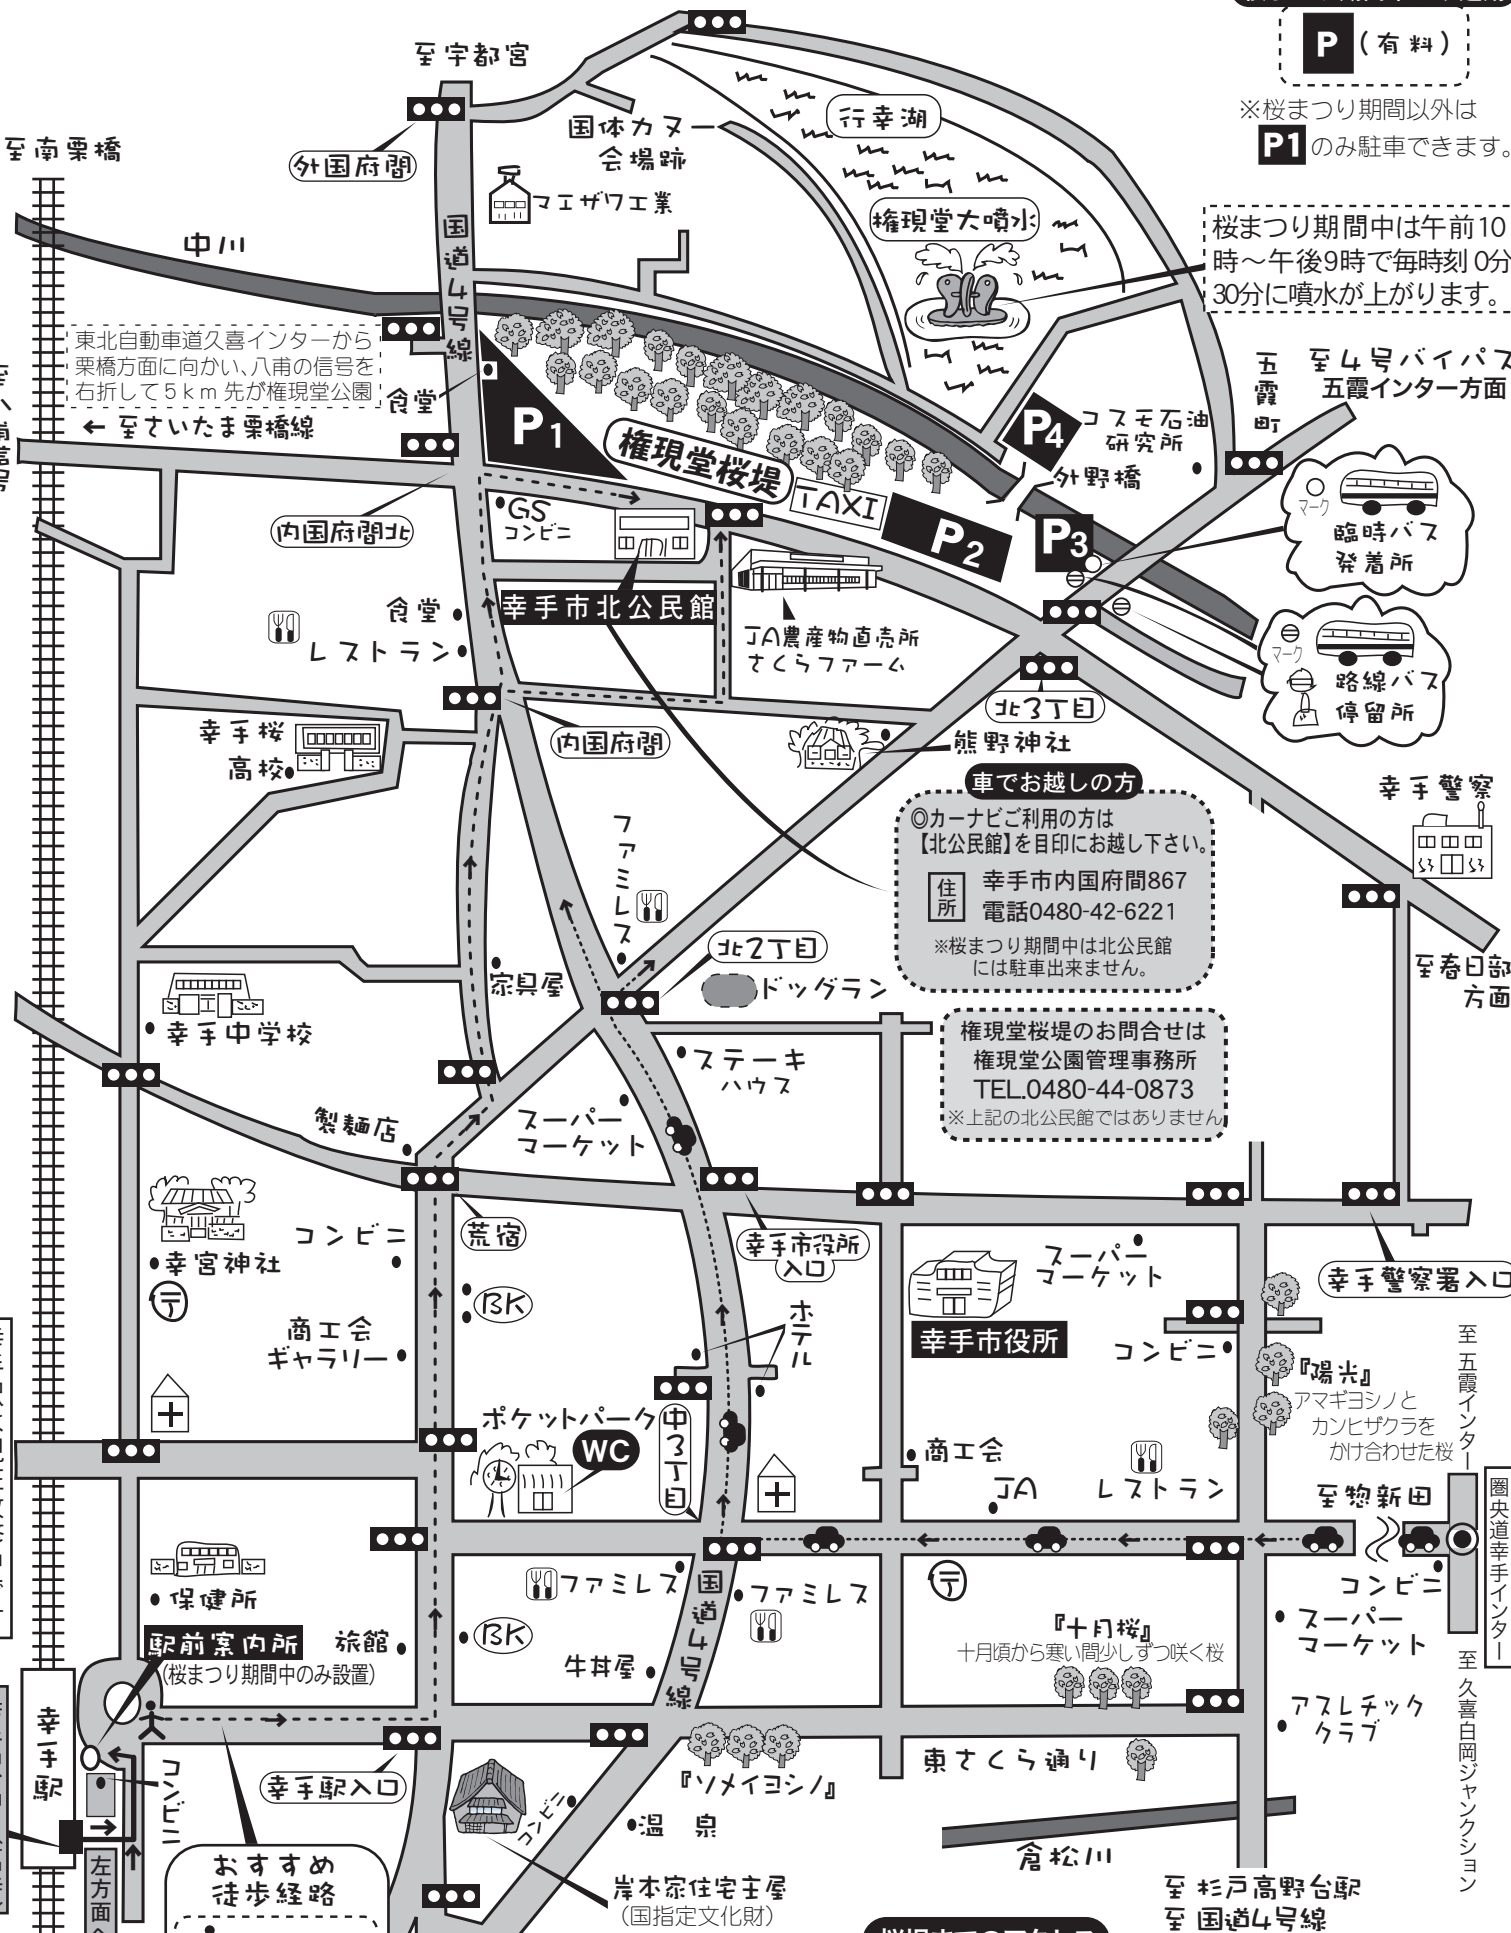 P
(有料)
※桜まつり期間以外は
P1のみ駐車できます。
至宇都宮
至南栗橋
外国府間
国体カヌー
会場跡
行幸湖
マエザワ工業
権現堂大噴水
桜まつり期間中は午前10
時～午後9時で毎時刻0分
30分に噴水が上がります。
中川
国道4号線
東北自動車道久喜インターから
栗橋方面に向かい、八甫の信号を
右折して5km先が権現堂公園
食堂
← 至さいたま栗橋線
P1
権現堂桜堤
TAXI
P2
P3
P4
コスモ石油
研究所
外野橋
五霞町
至4号バイパス
五霞インター方面
マーク
臨時バス
発着所
マーク
路線バス
停留所
内国府間北
GS
コンビニ
幸手市北公民館
JA農産物直売所
さくらファーム
食堂
レストラン
北3丁目
幸手桜
高校
内国府間
熊野神社
幸手警察
車でお越しの方
◎カーナビご利用の方は
【北公民館】を目印にお越し下さい。
住所
幸手市内国府間867
電話0480-42-6221
※桜まつり期間中は北公民館
には駐車出来ません。
ファミレス
北2丁目
ドッグラン
家具屋
至春日部
方面
幸手中学校
ステーキ
ハウス
権現堂桜堤のお問合せは
権現堂公園管理事務所
TEL.0480-44-0873
※上記の北公民館ではありません
製麺店
スーパー
マーケット
コンビニ
荒宿
幸手市役所
入口
スーパー
マーケット
幸手警察署入口
幸宮神社
〒
BK
商工会
ギャラリー
ホテル
幸手市役所
コンビニ
『陽光』
アマギヨシノと
カンヒザクラを
かけ合わせた桜
至 五霞インター
ポケットパーク
WC
中3丁目
商工会
JA
レストラン
至惣新田
圏央道幸手インター
保健所
ファミレス
国道4号線
ファミレス
〒
コンビニ
スーパー
マーケット
駅前案内所
(桜まつり期間中のみ設置)
旅館
BK
牛丼屋
『十月桜』
十月頃から寒い間少しずつ咲く桜
至 久喜白岡ジャンクション
アスレチック
クラブ
幸手駅
コンビニ
幸手駅入口
『ソメイヨシノ』
東さくら通り
コンビニ
温泉
倉松川
左方面
おすすめ
徒歩経路
岸本家住宅主屋
(国指定文化財)
至 杉戸高野台駅
至 国道4号線